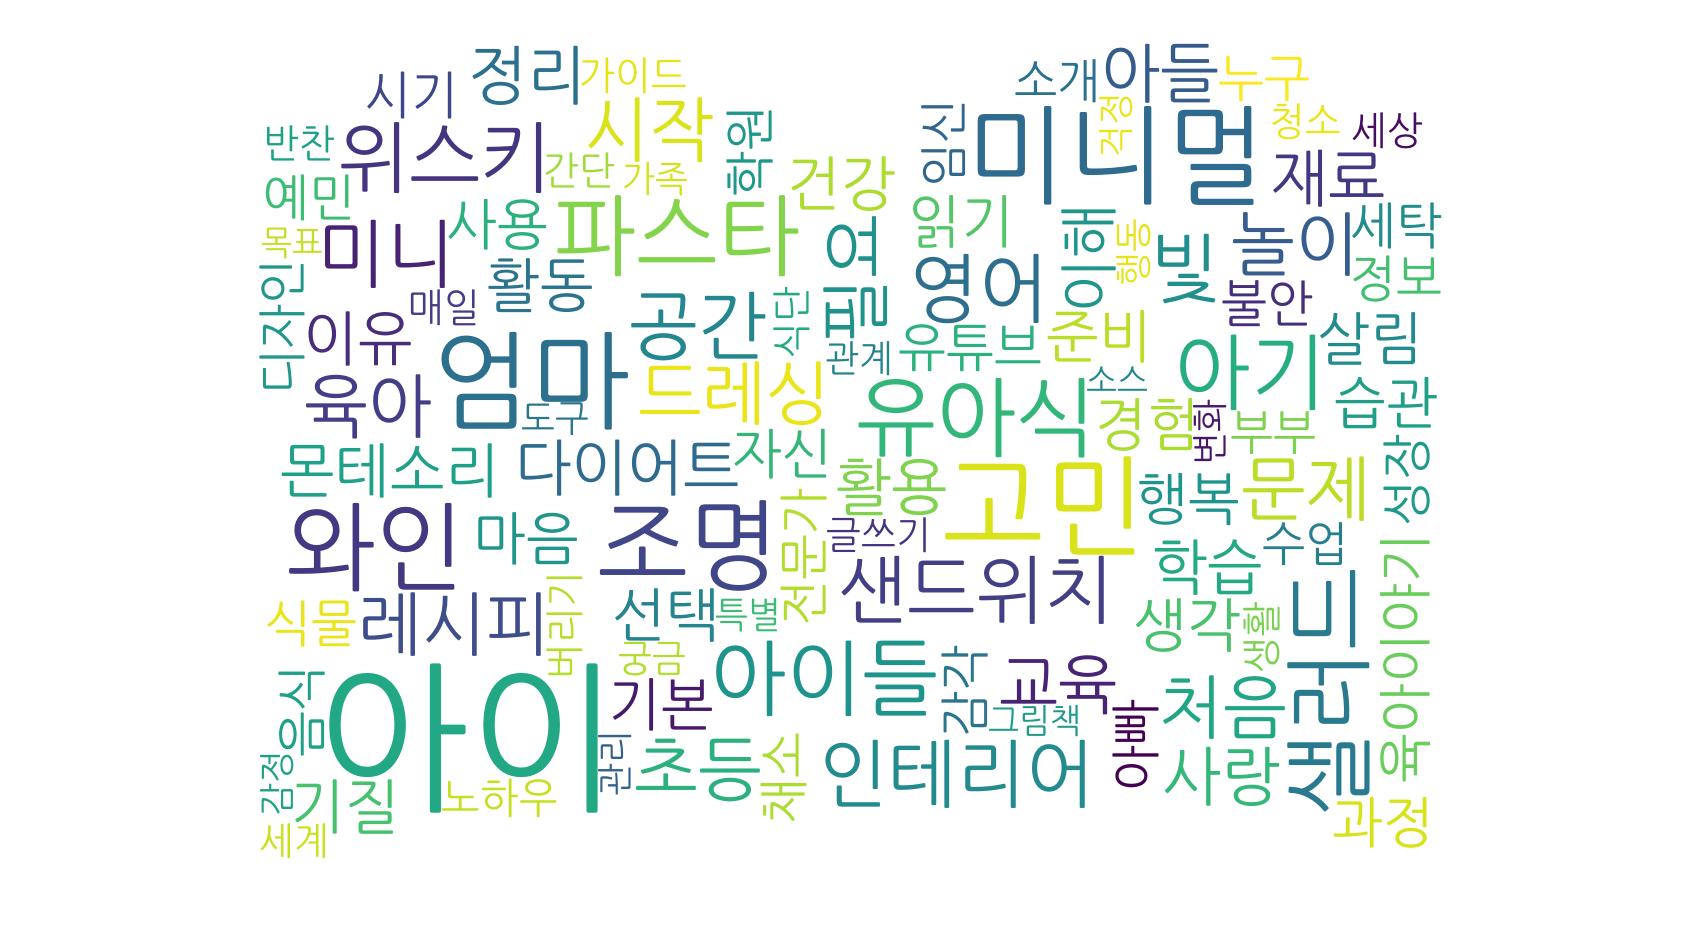 시기
정리
가이드
소개
아들
누구
반찬
위스키
시작
학원
임신
미니멀
걱정
청소
세상
예민
간단
가족
건강
재료
목표
미니
사용
파스타
여
읽기
이해
행동
빛
놀이
세탁
디자인
매일
활동
공간
식단
필
영어
불안
정보
이유
엄마
관계
유튜브
준비
아기
살림
육아
도구
드레싱
유아식
소스
경험
변화
부부
습관
몬테소리
다이어트
자신
활용
고민
행복
문제
성장
와인
마음
조명
전문가
글쓰기
샌드위치
학습
수업
식물
레시피
버리기
선택
특별
생각
생활
샐러드
육아이야기
음식
아이
궁금
기본
아이들
감각
교육
그림책
아빠
처음
감정
기질
노하우
관리
초등
채소
인테리어
사랑
과정
세계